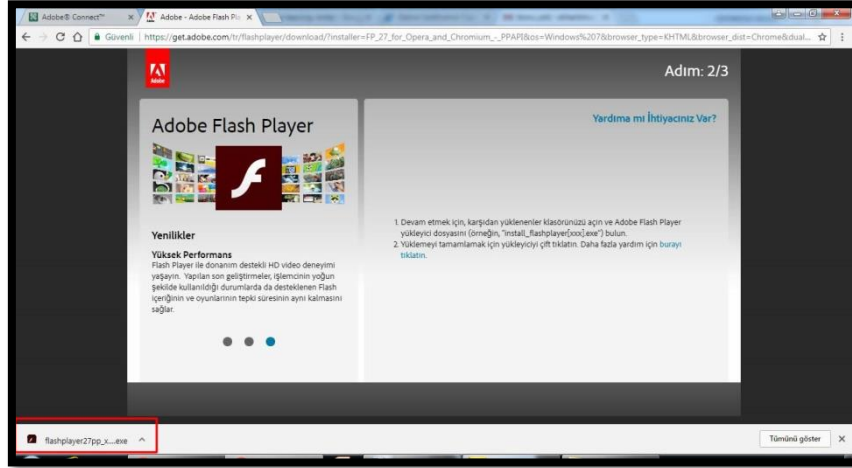 Adobe® Connect™
Adobe - Adobe Flash Pl
Güvenli
https://get.adobe.com/tr/flashplayer/download/?installer=FP_27_for_Opera_and_Chromium_-_PPAPI&os=Windows%207&browser_type=KHTML&browser_dist=Chrome&dual...
Adobe
Adım: 2/3
Adobe Flash Player
Yenilikler
Yüksek Performans
Flash Player ile donanım destekli HD video deneyimi
yaşayın. Yapılan son geliştirmeler, işlemcinin yoğun
şekilde kullanıldığı durumlarda da desteklenen Flash
içeriğinin ve oyunlarının tepki süresinin aynı kalmasını
sağlar.
Yardıma mı İhtiyacınız Var?
1. Devam etmek için, karşıdan yüklenenler klasörünüzü açın ve Adobe Flash Player
yükleyici dosyasını (örneğin, "install_flashplayer[xxx].exe") bulun.
2. Yüklemeyi tamamlamak için yükleyiciyi çift tıklatın. Daha fazla yardım için burayı
tıklatın.
flashplayer27pp_x....exe
Tümünü göster